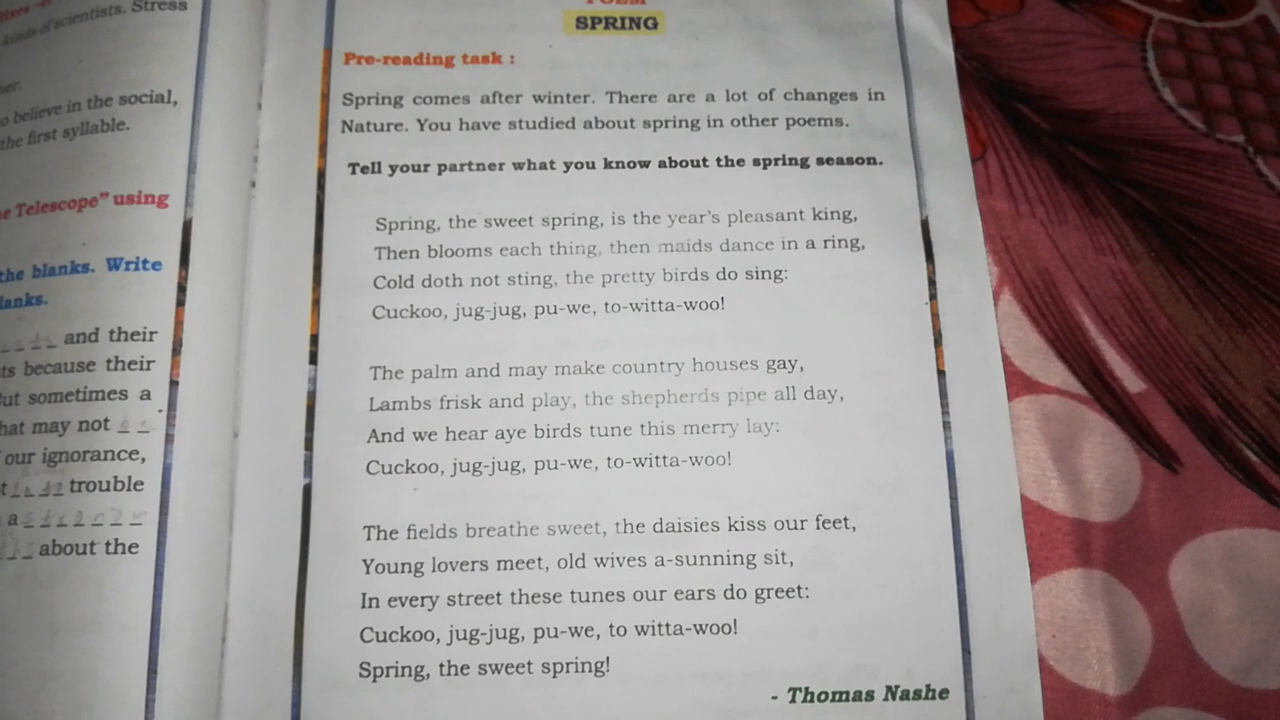 kinds of scientists. Stress
o believe in the social,
the first syllable.
e Telescope" using
the blanks. Write
lanks.
and their
ts because their
ut sometimes a
hat may not
our ignorance,
trouble
a
about the
POEM
SPRING
Pre-reading task :
Spring comes after winter. There are a lot of changes in
Nature. You have studied about spring in other poems.
Tell your partner what you know about the spring season.
Spring, the sweet spring, is the year's pleasant king,
Then blooms each thing, then maids dance in a ring,
Cold doth not sting, the pretty birds do sing:
Cuckoo, jug-jug, pu-we, to-witta-woo!
The palm and may make country houses gay,
Lambs frisk and play, the shepherds pipe all day,
And we hear aye birds tune this merry lay:
Cuckoo, jug-jug, pu-we, to-witta-woo!
The fields breathe sweet, the daisies kiss our feet,
Young lovers meet, old wives a-sunning sit,
In every street these tunes our ears do greet:
Cuckoo, jug-jug, pu-we, to witta-woo!
Spring, the sweet spring!
- Thomas Nashe